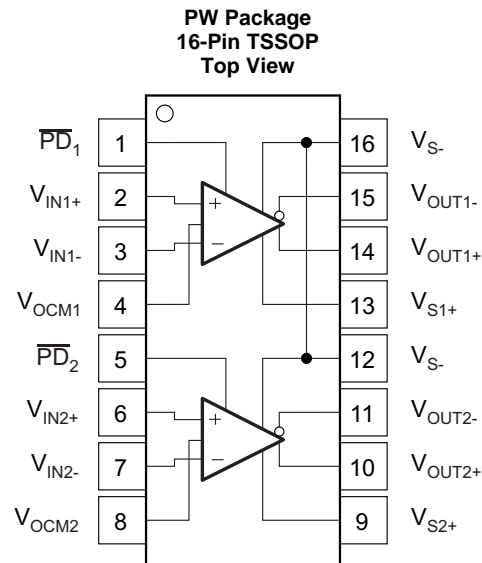 PW Package
16-Pin TSSOP
Top View
PD1 1 16 VS-
VIN1+ 2 + 15 VOUT1-
VIN1- 3 − 14 VOUT1+
VOCM1 4 13 VS1+
PD2 5 12 VS-
VIN2+ 6 + 11 VOUT2-
VIN2- 7 − 10 VOUT2+
VOCM2 8 9 VS2+